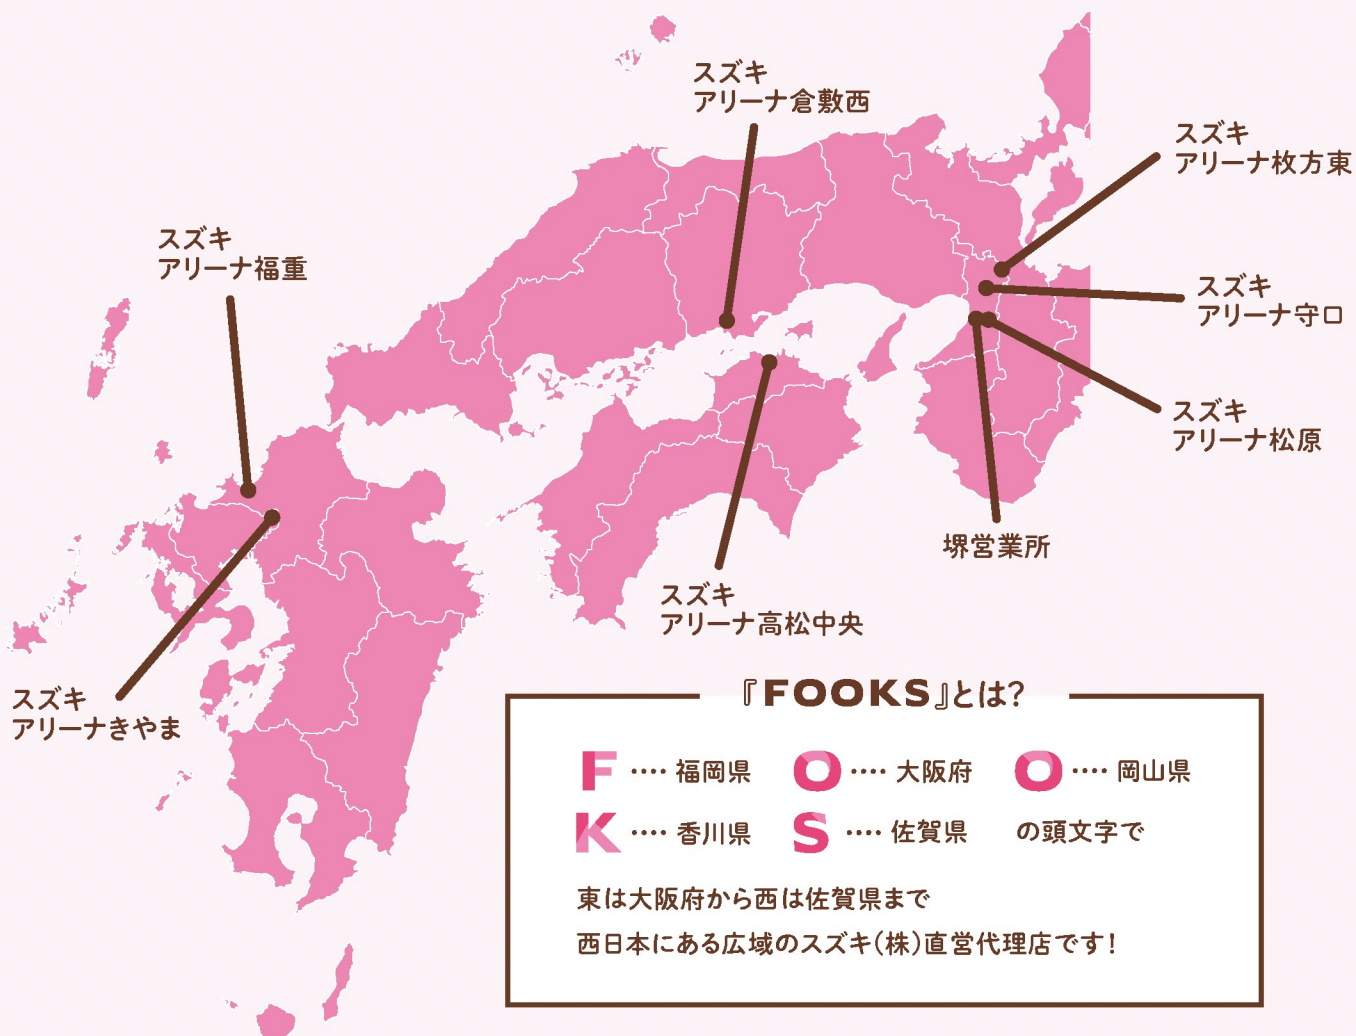 スズキ
アリーナ倉敷西
スズキ
アリーナ枚方東
スズキ
アリーナ福重
スズキ
アリーナ守口
スズキ
アリーナ松原
堺営業所
スズキ
アリーナ高松中央
スズキ
アリーナきやま
『FOOKS』とは?
F ···· 福岡県 O ···· 大阪府 O ···· 岡山県
K ···· 香川県 S ···· 佐賀県 の頭文字で
東は大阪府から西は佐賀県まで
西日本にある広域のスズキ(株)直営代理店です!